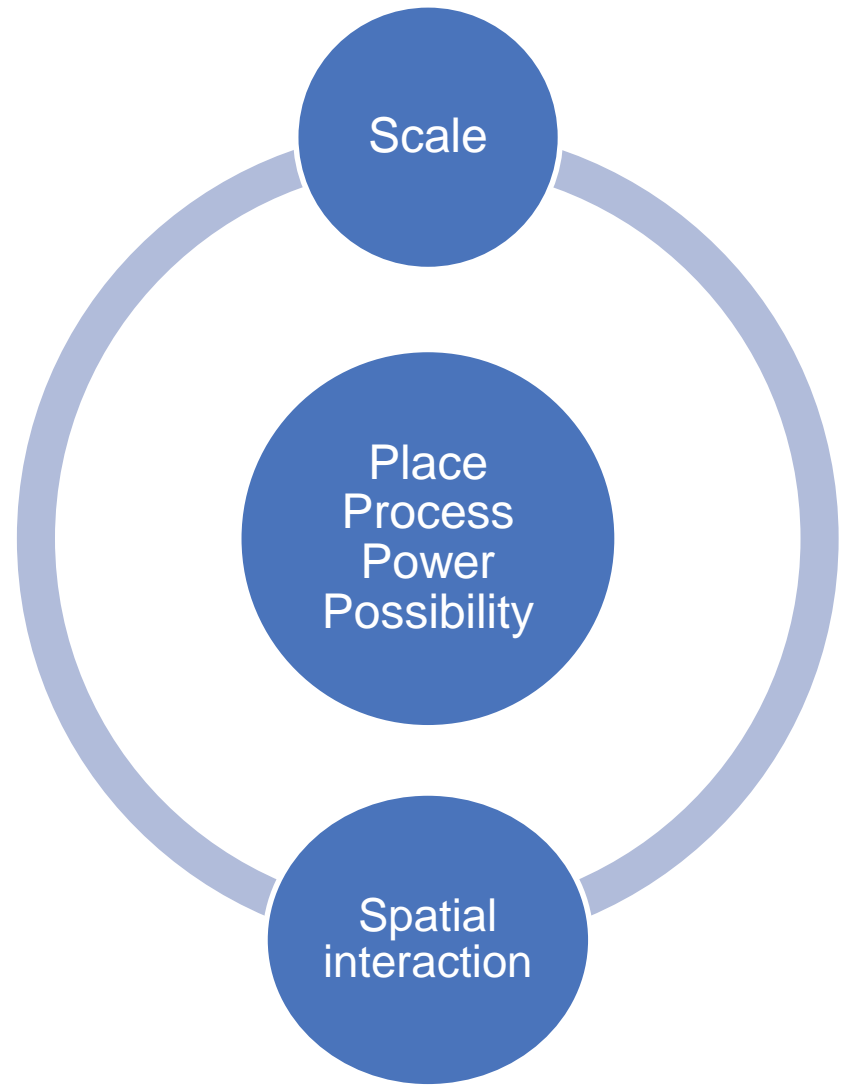 Scale
Place
Process
Power
Possibility
Spatial
interaction